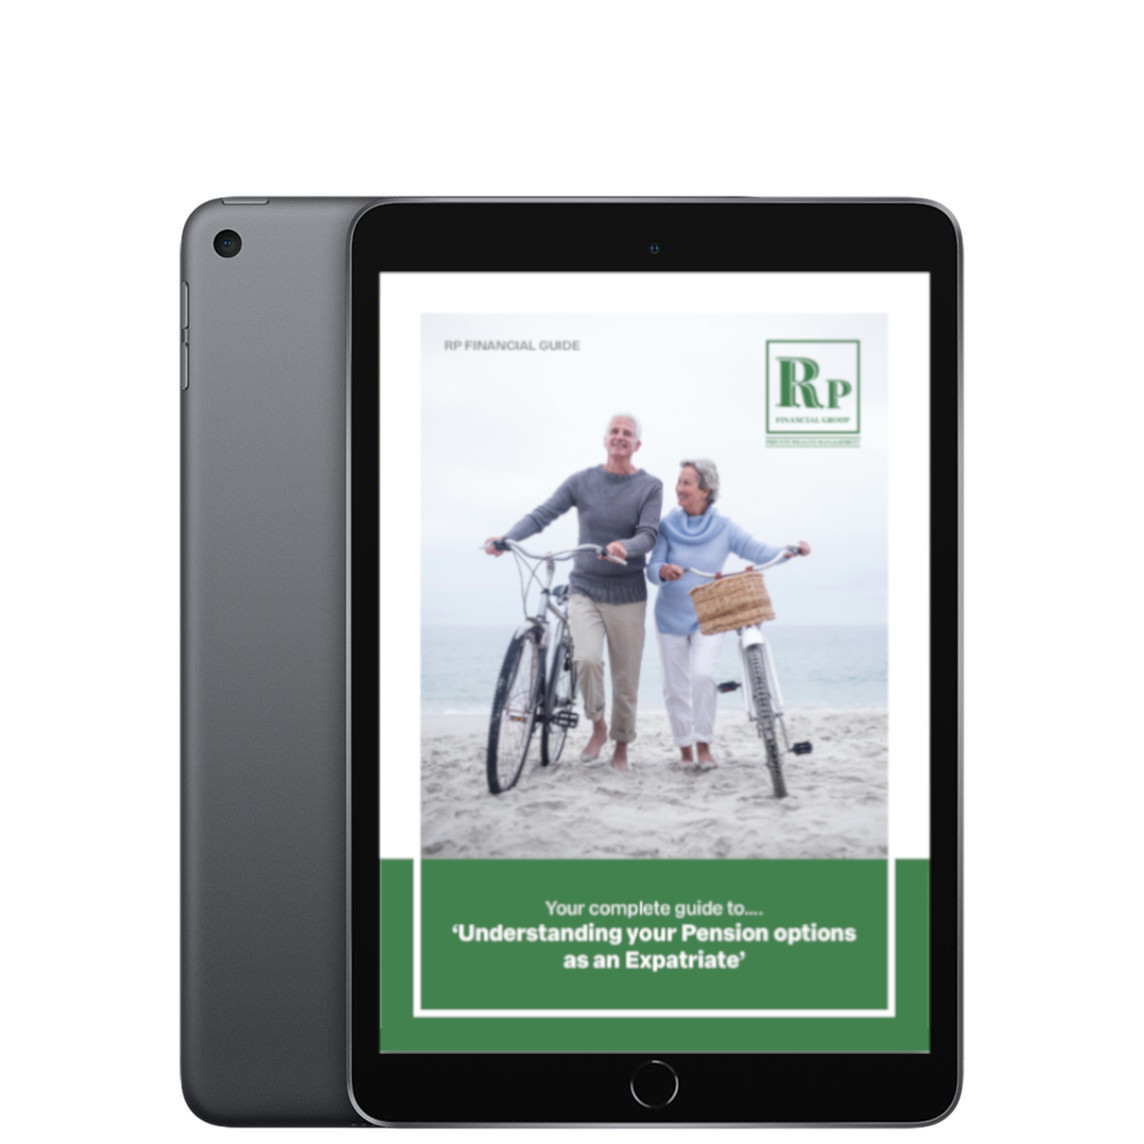 RP FINANCIAL GUIDE
RP
FINANCIAL GROUP
PRIVATE WEALTH MANAGEMENT
Your complete guide to....
‘Understanding your Pension options
as an Expatriate’